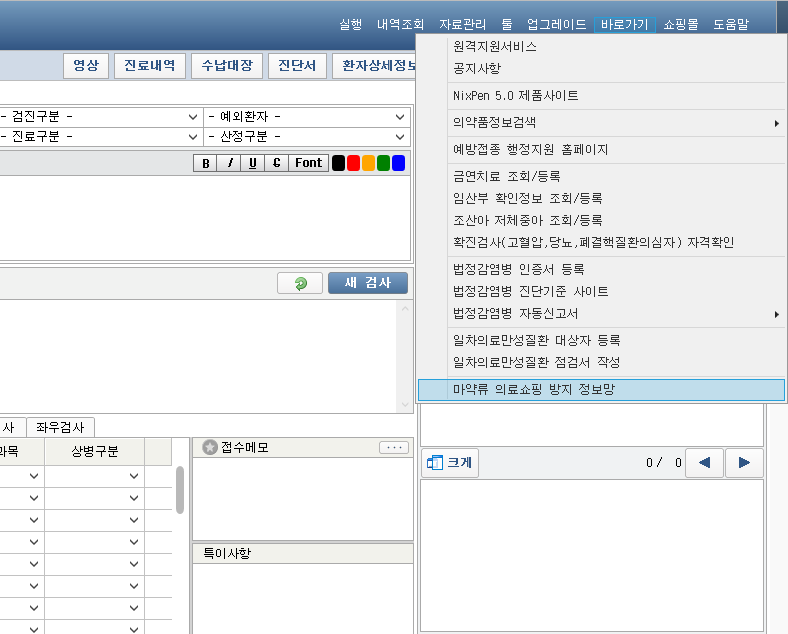 실행 내역조회 자료관리 툴 업그레이드 바로가기 쇼핑몰 도움말
영상 진료내역 수납대장 진단서 환자상세정보
- 검진구분 - - 예외환자 -
- 진료구분 - - 산정구분 -
B / U C Font
새 검사
원격지원서비스
공지사항
NixPen 5.0 제품사이트
의약품정보검색
예방접종 행정지원 홈페이지
금연치료 조회/등록
임산부 확인정보 조회/등록
조산아 저체중아 조회/등록
확진검사(고혈압,당뇨,폐결핵질환의심자) 자격확인
법정감염병 인증서 등록
법정감염병 진단기준 사이트
법정감염병 자동신고서
일차의료만성질환 대상자 등록
일차의료만성질환 점검서 작성
마약류 의료쇼핑 방지 정보망
사 좌우검사
과목 상병구분
접수메모 ...
특이사항
크게 0 / 0